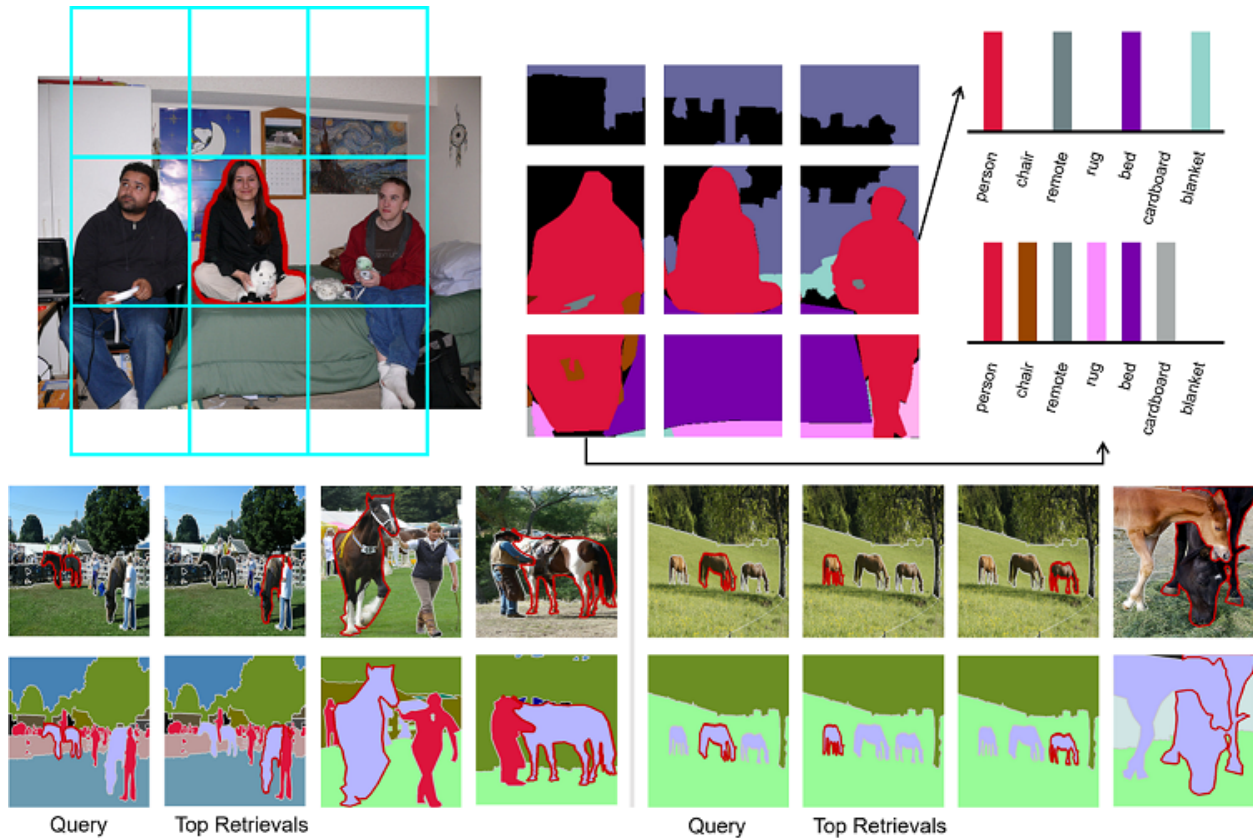 person
chair
remote
rug
bed
cardboard
blanket
person
chair
remote
rug
bed
cardboard
blanket
Query Top Retrievals Query Top Retrievals